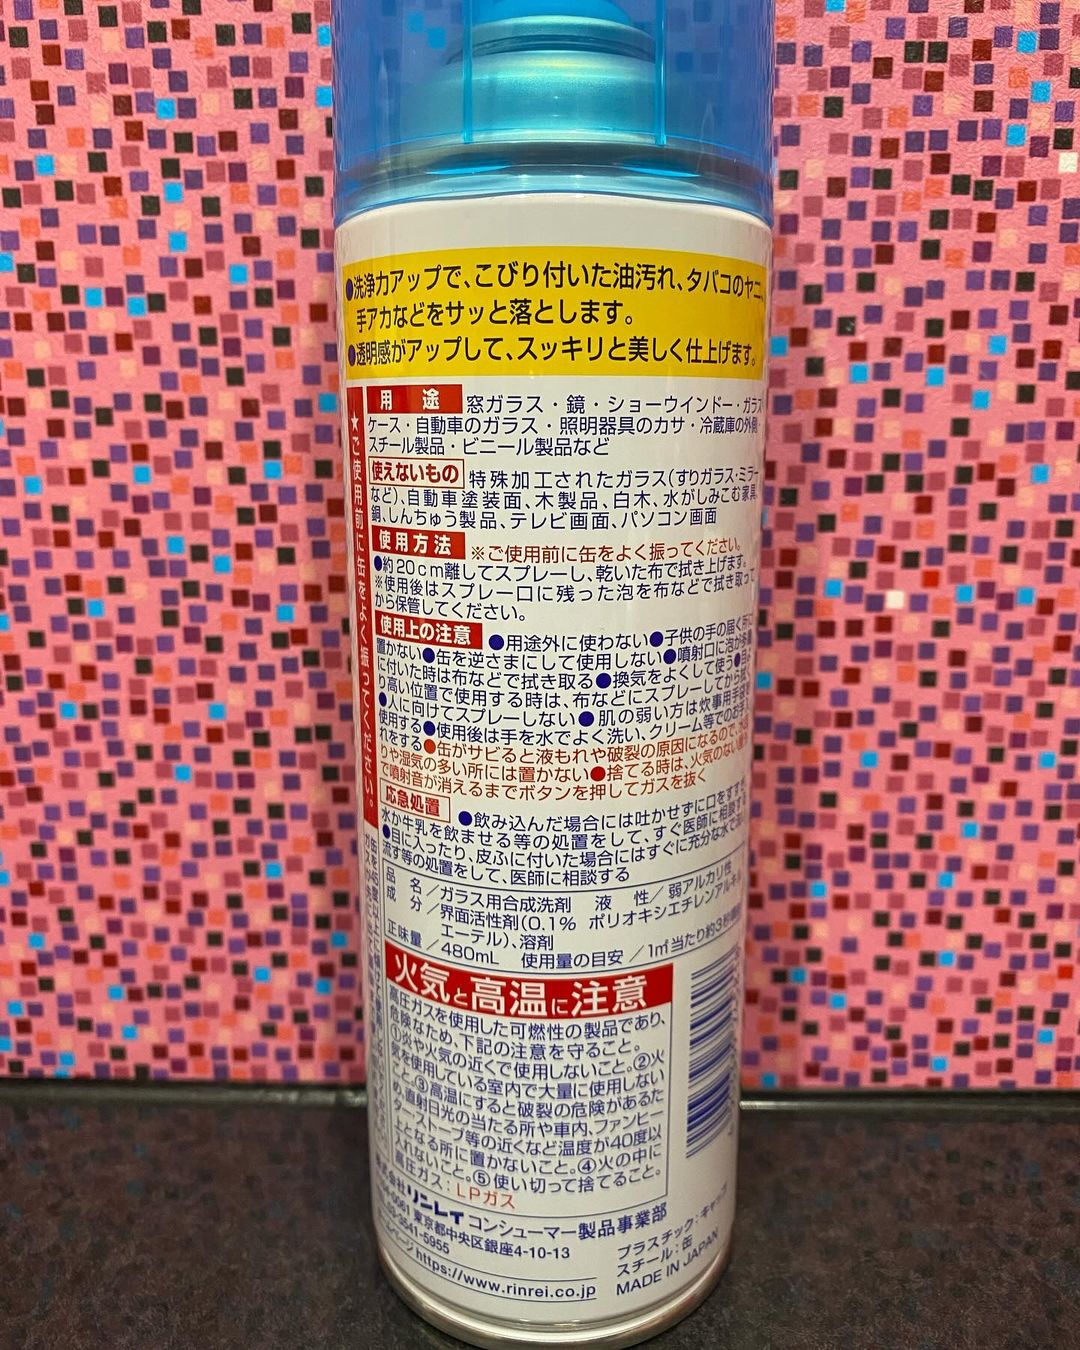 ●洗浄力アップで、こびり付いた油汚れ、タバコのヤニ、
手アカなどをサッと落とします。
●透明感がアップして、スッキリと美しく仕上げます。
★ご使用前に缶をよく振ってください。
用途 窓ガラス・鏡・ショーウインドー・ガラス
ケース・自動車のガラス・照明器具のカサ・冷蔵庫の外側・
スチール製品・ビニール製品など
使えないもの 特殊加工されたガラス(すりガラス・ミラー
など)、自動車塗装面、木製品、白木、水がしみこむ家具、
銅、しんちゅう製品、テレビ画面、パソコン画面
使用方法 ※ご使用前に缶をよく振ってください。
●約20cm離してスプレーし、乾いた布で拭き上げます。
※使用後はスプレー口に残った泡を布などで拭き取って
から保管してください。
使用上の注意 ●用途外に使わない●子供の手の届く所に
置かない●缶を逆さまにして使用しない●噴射口に泡が
に付いた時は布などで拭き取る●換気をよくして使う●
り高い位置で使用する時は、布などにスプレーしてから
●人に向けてスプレーしない●肌の弱い方は炊事用手袋を
使用する●使用後は手を水でよく洗い、クリーム等でのお手入
れをする●缶がサビると液もれや破裂の原因になるので、
りや湿気の多い所には置かない●捨てる時は、火気のない
で噴射音が消えるまでボタンを押してガスを抜く
応急処置 ●飲み込んだ場合には吐かせずに口をすすぎ、
水か牛乳を飲ませる等の処置をして、すぐ医師に相談する
●目に入ったり、皮ふに付いた場合にはすぐに充分な水で洗い
流す等の処置をして、医師に相談する
品名/ガラス用合成洗剤 液性/弱アルカリ性
成分/界面活性剤(0.1% ポリオキシエチレンアルキル
エーテル)、溶剤
正味量/480mL 使用量の目安/1㎡当たり約3秒
火気と高温に注意
高圧ガスを使用した可燃性の製品であり、
危険なため、下記の注意を守ること。
①炎や火気の近くで使用しないこと。②火
気を使用している室内で大量に使用しない
こと。③高温にすると破裂の危険があるた
め、直射日光の当たる所や車内、ファンヒー
ターストーブ等の近くなど温度が40度以
上となる所に置かないこと。④火の中に
入れないこと。⑤使い切って捨てること。
高圧ガス：LPガス
株式会社リンレイ コンシューマー製品事業部
0061 東京都中央区銀座4-10-13
3541-5955
ホームページ https://www.rinrei.co.jp
プラスチック：キャップ
スチール：缶
MADE IN JAPAN